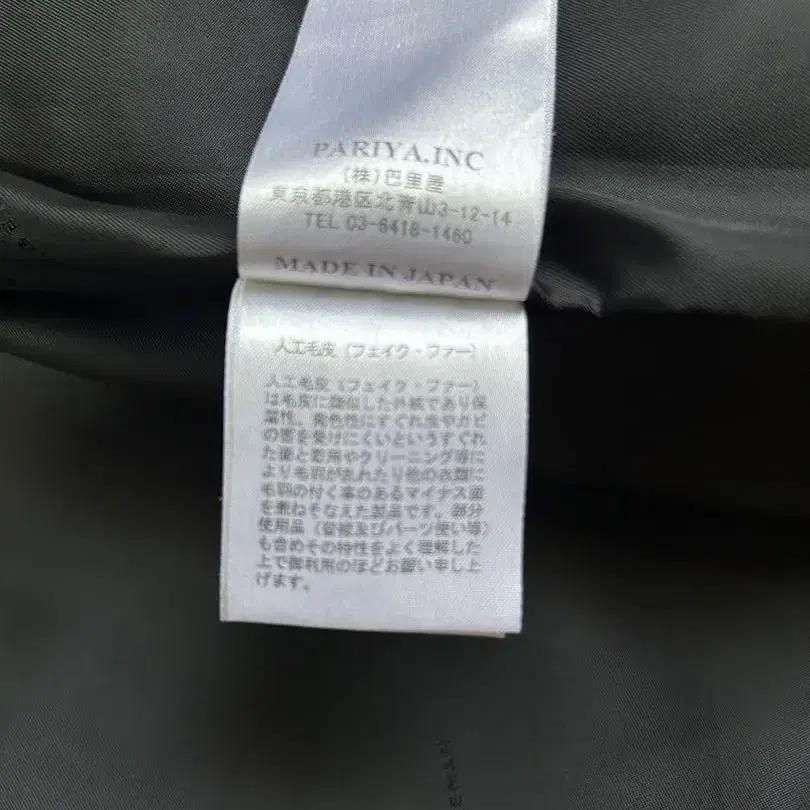 PARIYA.INC
(株)巴里屋
東京都港区北青山3-12-14
TEL 03-6418-1460
MADE IN JAPAN
人工毛皮(フェイク・ファー)
人工毛皮(フェイク・ファー)
は毛皮に類似した外観であり保
温性、発色性にすぐれ虫やカビ
の害を受けにくいというすぐれ
た面と着用やクリーニング等に
より毛羽が乱れたり他の衣類に
毛羽の付く事のあるマイナス面
を兼ねそなえた製品です。部分
使用品(替襟及びパーツ使い等)
も含めその特性をよく理解した
上で御利用のほどお願い申し上
げます。